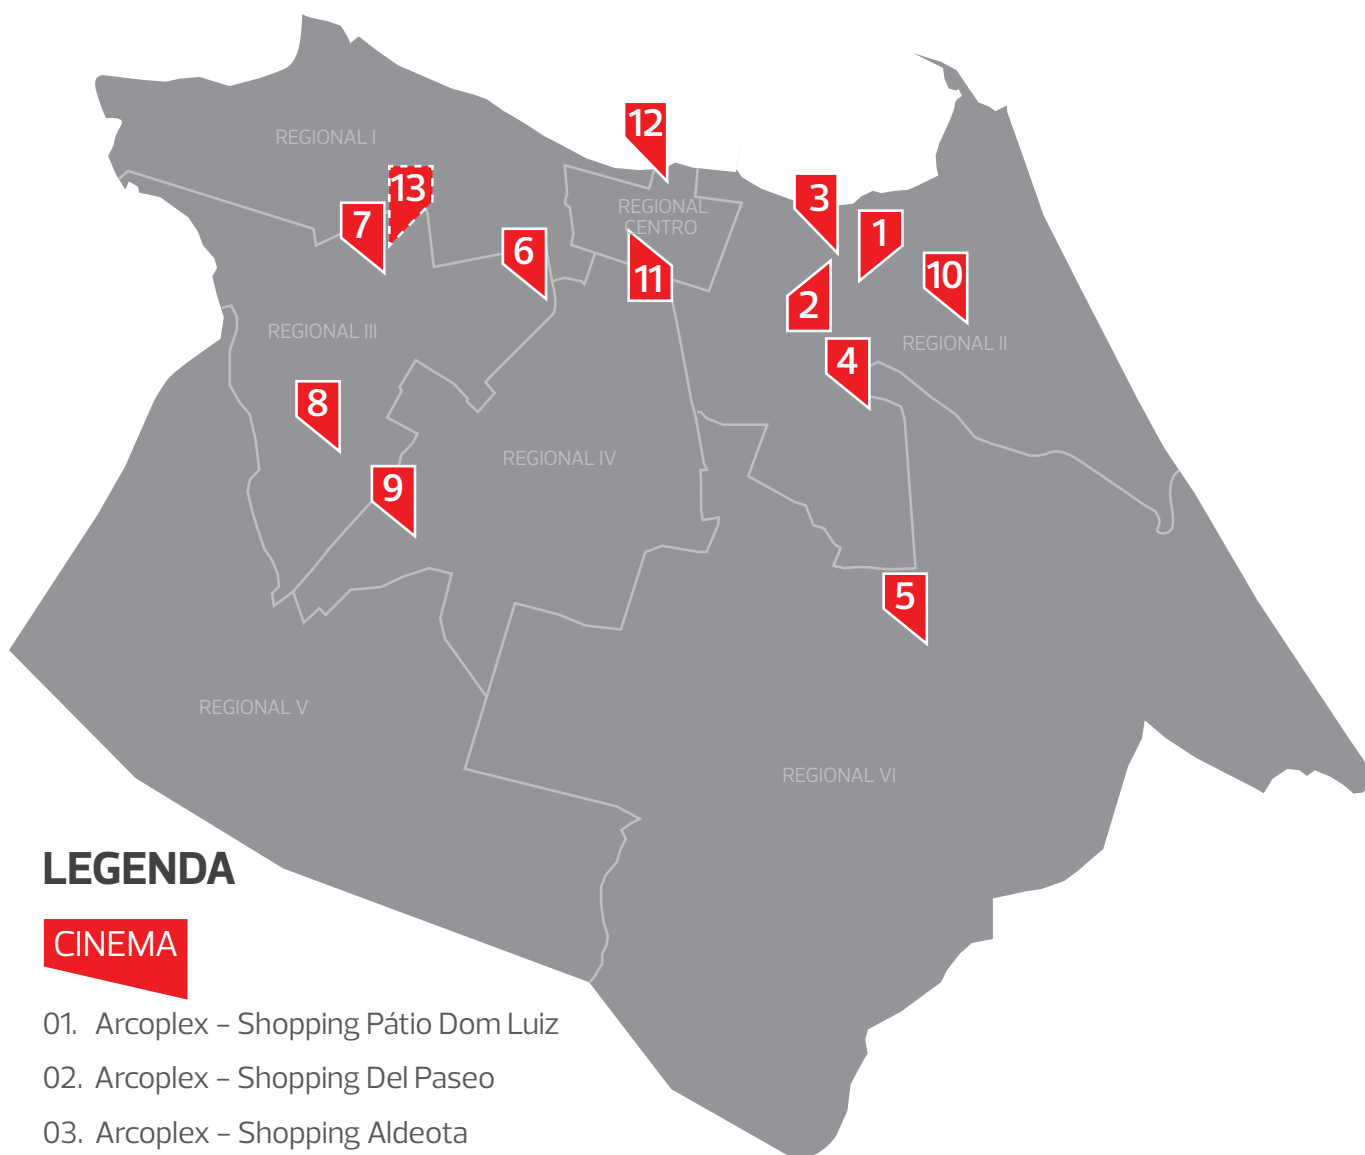 12
REGIONAL I
13
3
REGIONAL
CENTRO
7
6
1
11
10
2
REGIONAL III
REGIONAL II
4
8
REGIONAL IV
9
5
REGIONAL V
REGIONAL VI
LEGENDA
CINEMA
01. Arcoplex – Shopping Pátio Dom Luiz
02. Arcoplex – Shopping Del Paseo
03. Arcoplex – Shopping Aldeota